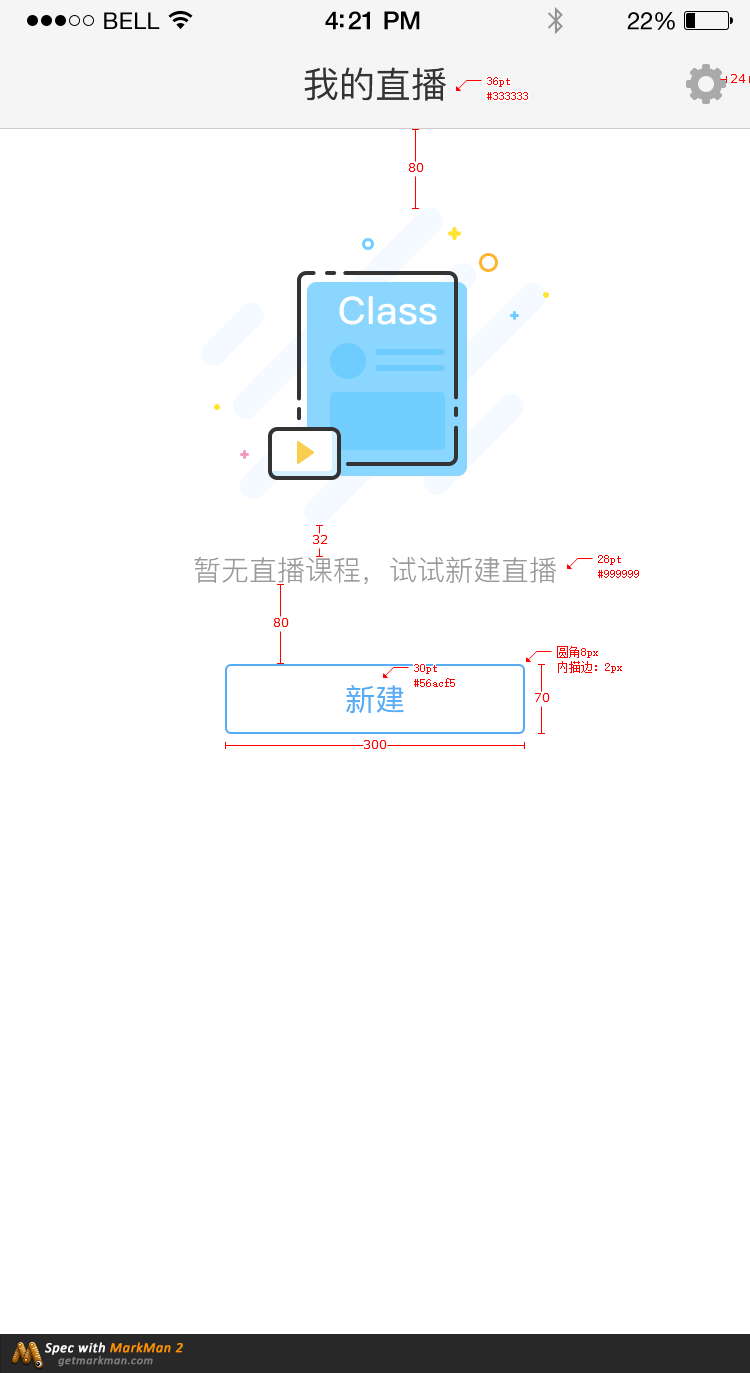 BELL 4:21 PM 22%
我的直播
36pt
#333333
24
80
Class
32
暂无直播课程，试试新建直播
28pt
#999999
80
圆角8px
内描边：2px
30pt
#56acf5
新建
70
300
Spec with MarkMan 2
getmarkman.com